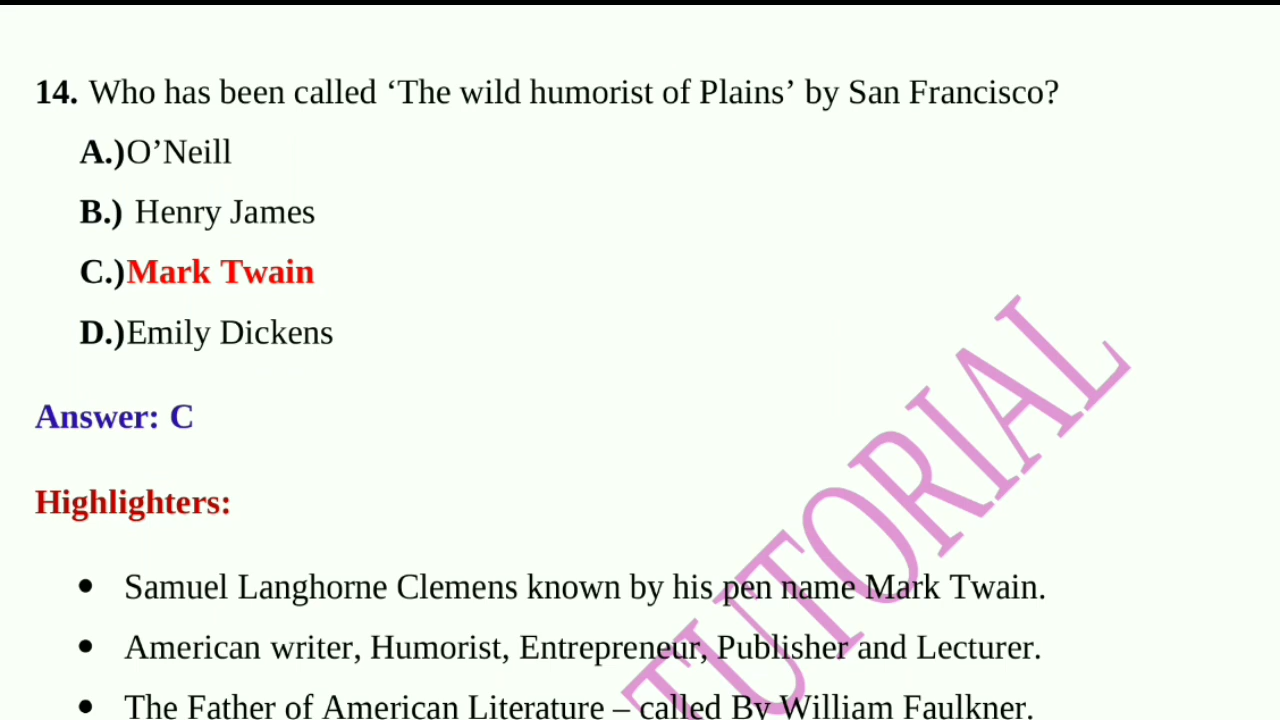 14. Who has been called ‘The wild humorist of Plains’ by San Francisco?
A.)O’Neill
B.) Henry James
C.)Mark Twain
D.)Emily Dickens
Answer: C
Highlighters:
• Samuel Langhorne Clemens known by his pen name Mark Twain.
• American writer, Humorist, Entrepreneur, Publisher and Lecturer.
• The Father of American Literature – called By William Faulkner.
TUTORIAL